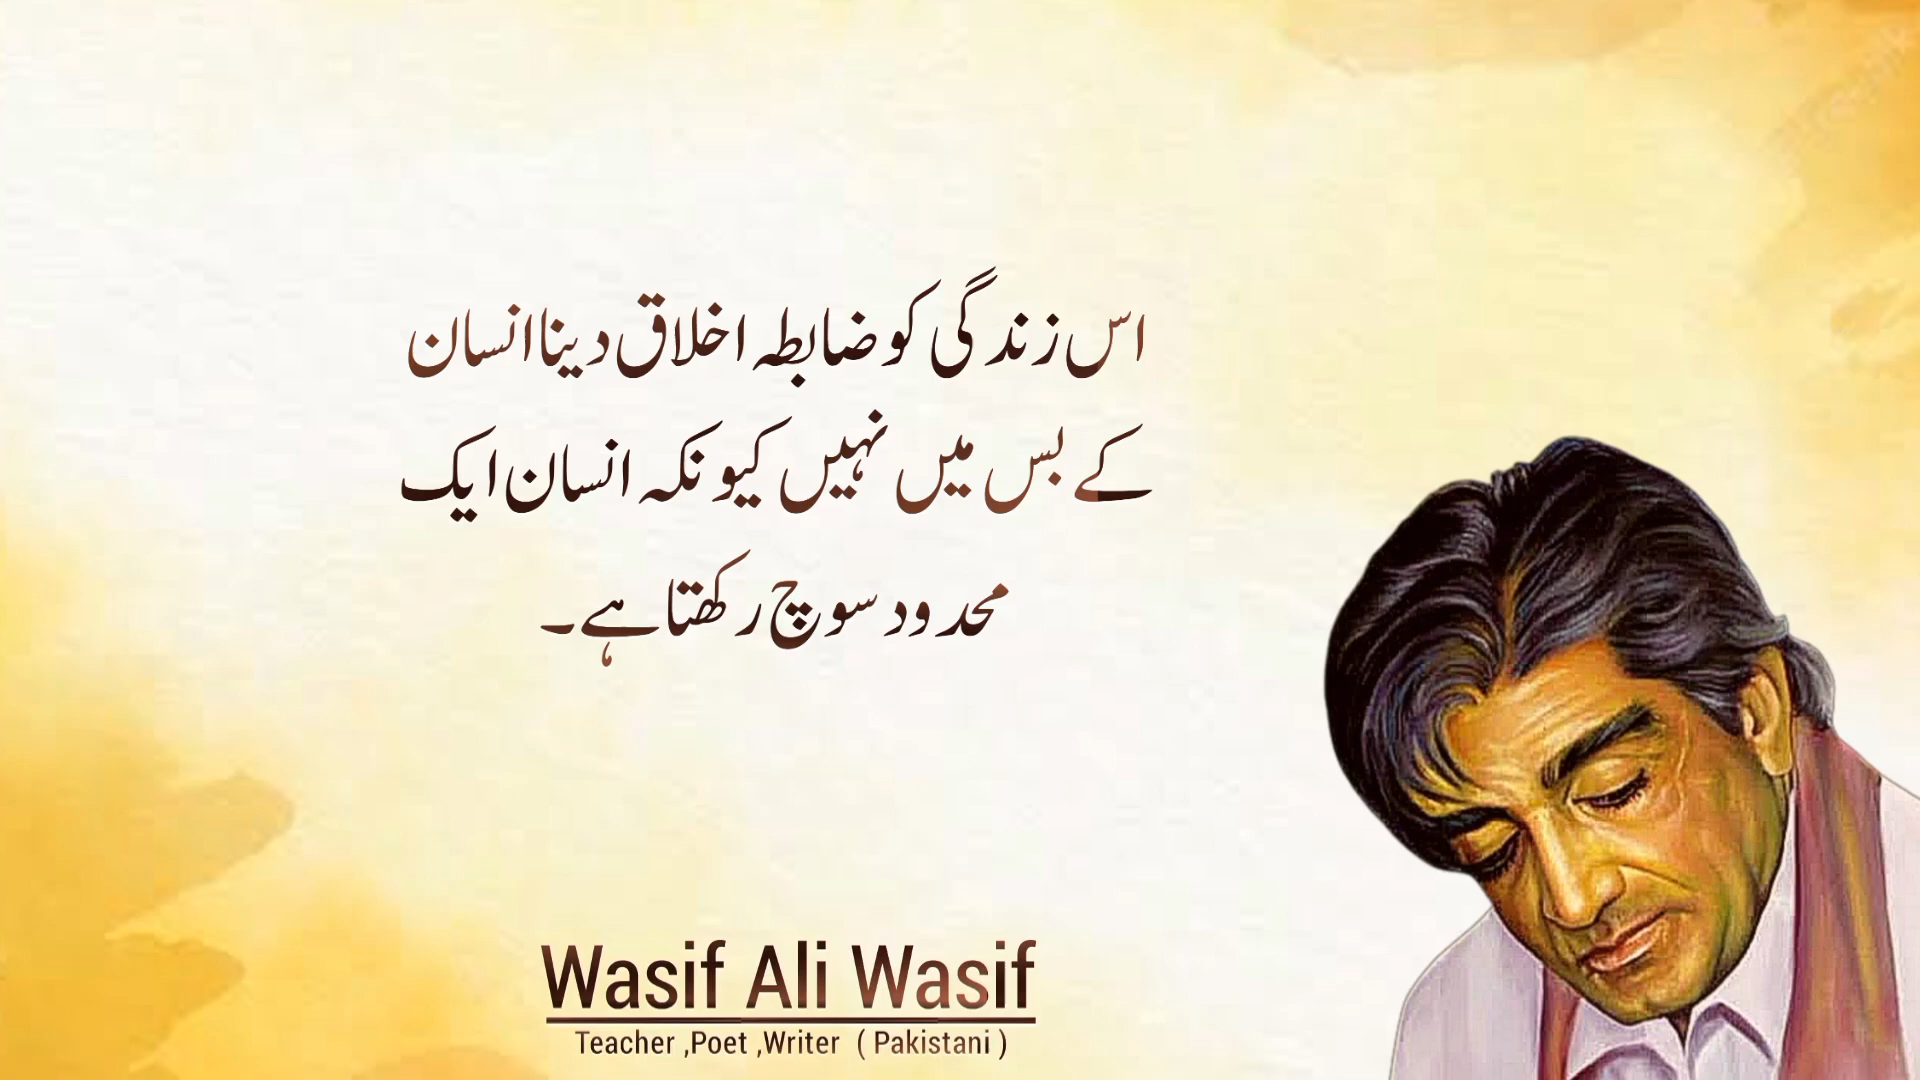 اس زندگی کو ضابطہ اخلاق دینا انسان
کے بس میں نہیں کیونکہ انسان ایک
محدود سوچ رکھتا ہے۔
Wasif Ali Wasif
Teacher ,Poet ,Writer ( Pakistani )